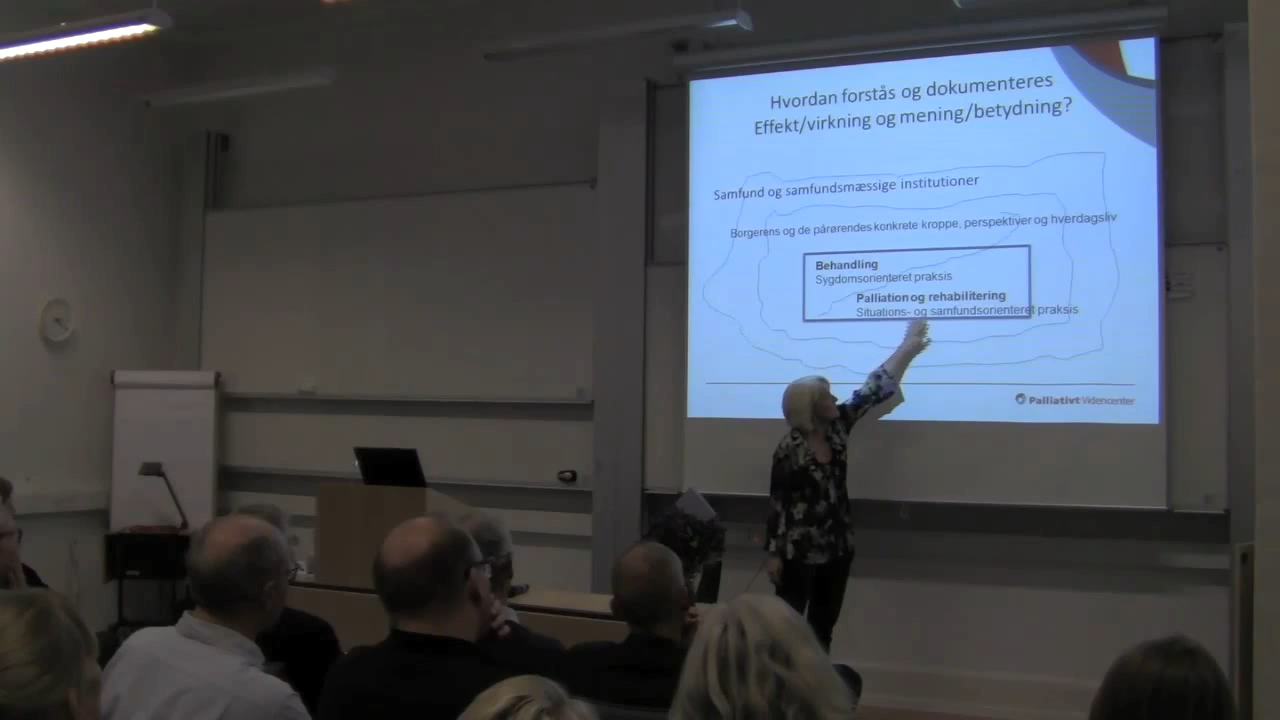 Hvordan forstås og dokumenteres
Effekt/virkning og mening/betydning?
Samfund og samfundsmæssige institutioner
Borgerens og de pårørendes konkrete kroppe, perspektiver og hverdagsliv
Behandling
Sygdomsorienteret praksis
Palliation og rehabilitering
Situations- og samfundsorienteret praksis
Palliativt Videncenter